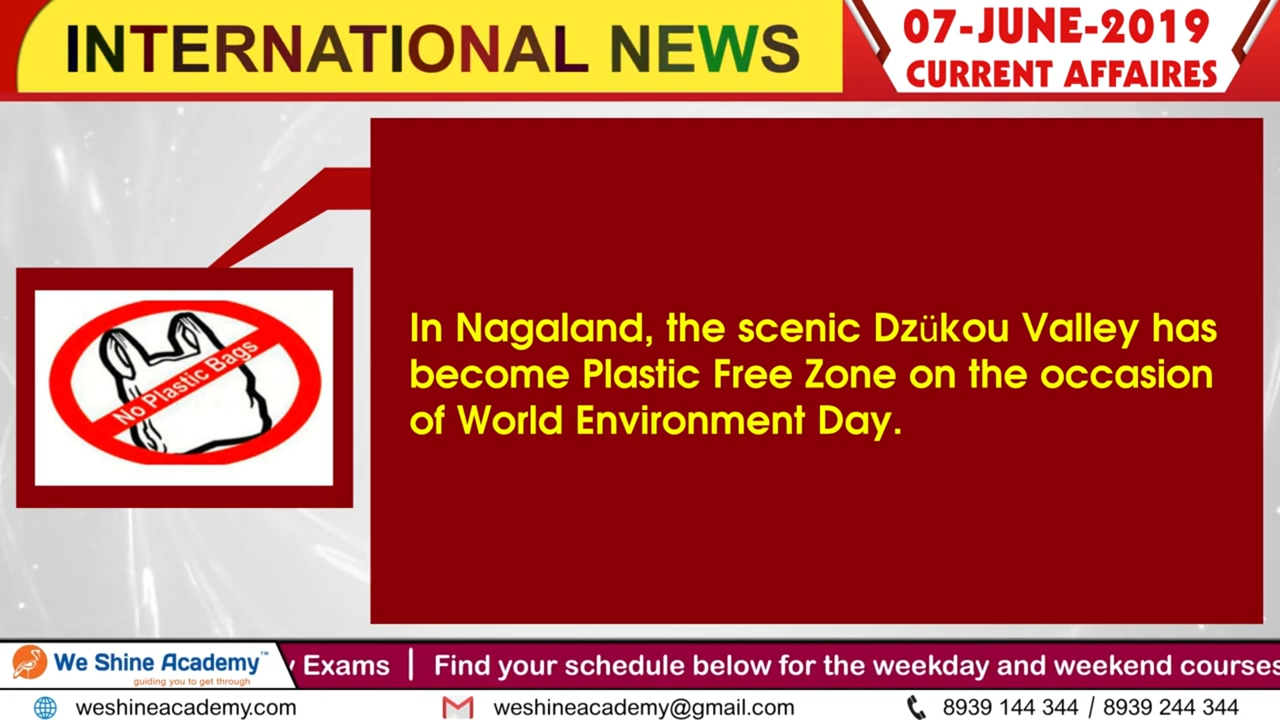 INTERNATIONAL NEWS
07-JUNE-2019
CURRENT AFFAIRES
No Plastic Bags
In Nagaland, the scenic Dzükou Valley has
become Plastic Free Zone on the occasion
of World Environment Day.
We Shine Academy™
guiding you to get through
Exams | Find your schedule below for the weekday and weekend courses
weshineacademy.com
weshineacademy@gmail.com
8939 144 344 / 8939 244 344